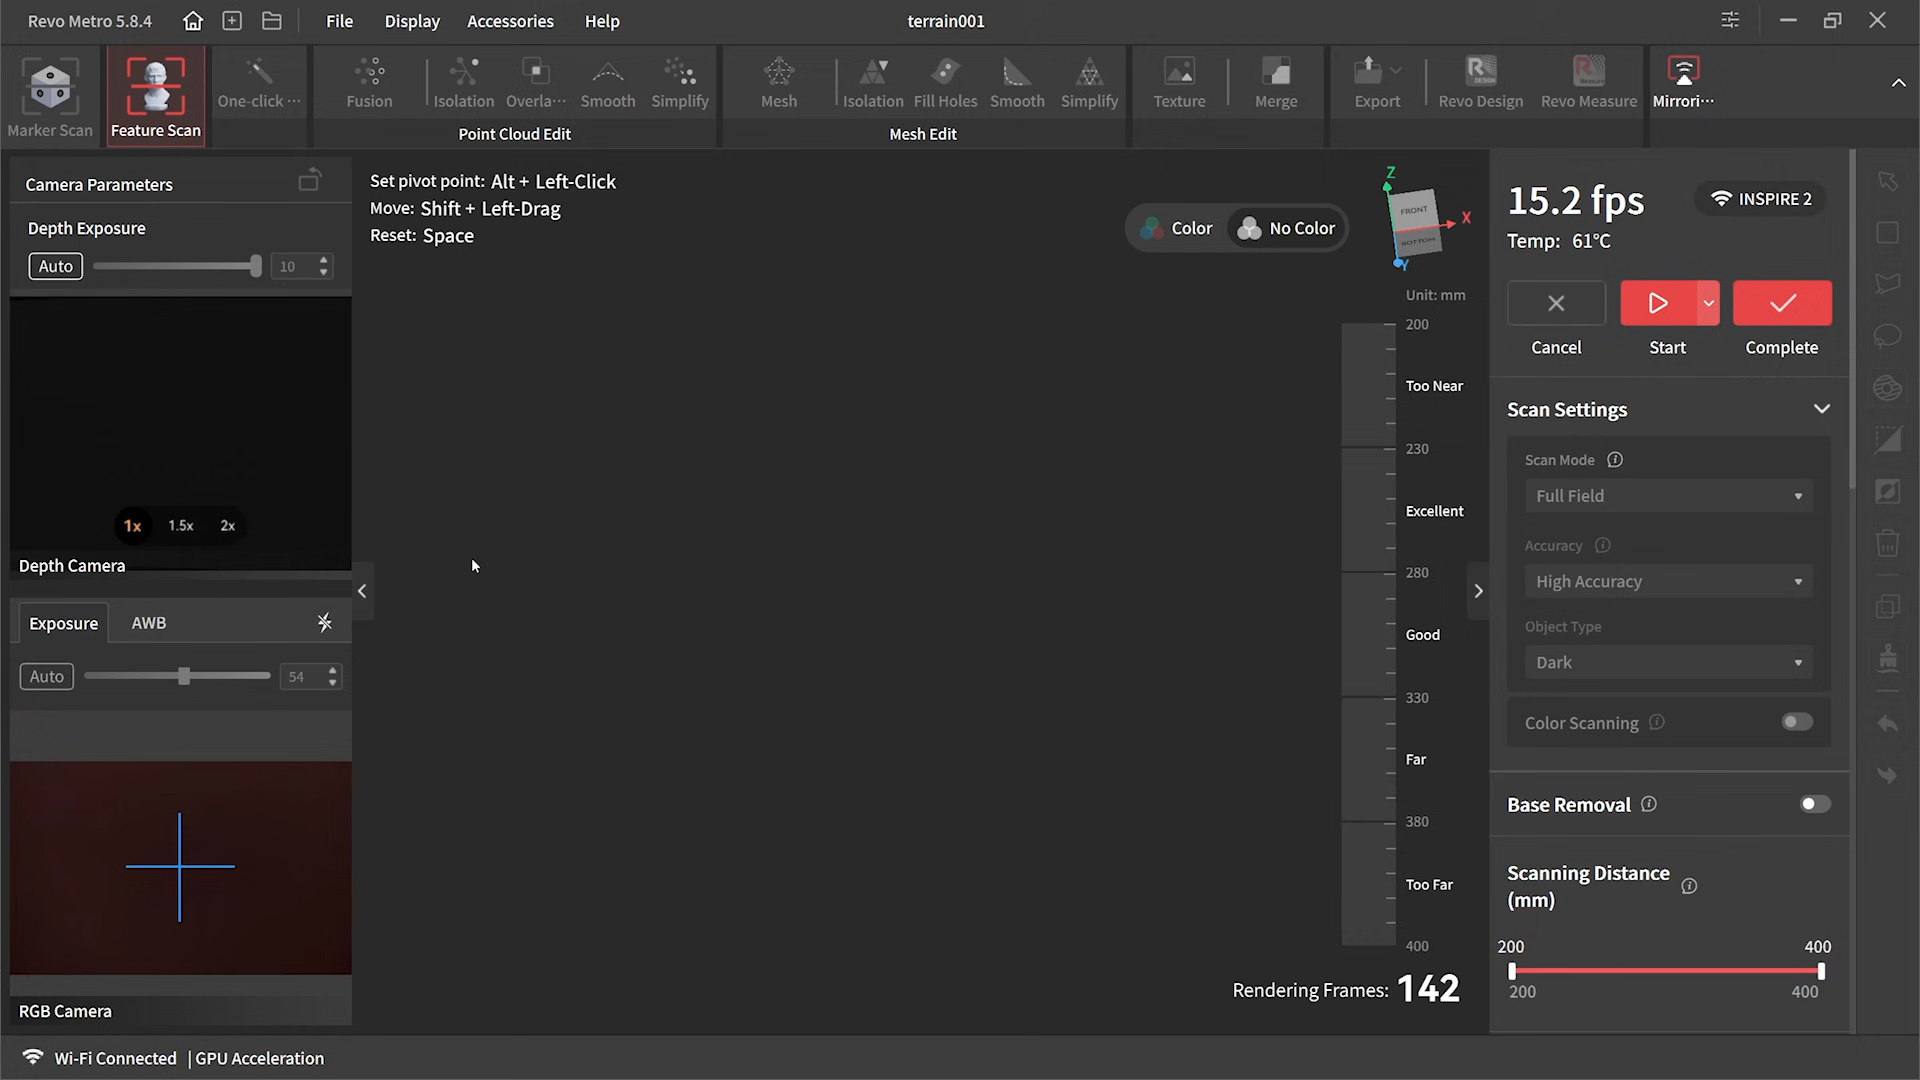 Revo Metro 5.8.4
File
Display
Accessories
Help
terrain001
Marker Scan
Feature Scan
One-click ···
Fusion
Isolation
Overla···
Smooth
Simplify
Point Cloud Edit
Mesh
Isolation
Fill Holes
Smooth
Simplify
Mesh Edit
Texture
Merge
Export
Revo Design
Revo Measure
Mirrori···
Camera Parameters
Depth Exposure
Auto
10
1x
1.5x
2x
Depth Camera
Exposure
AWB
Auto
54
RGB Camera
Set pivot point: Alt + Left-Click
Move: Shift + Left-Drag
Reset: Space
Color
No Color
Z
FRONT
X
BOTTOM
Y
Unit: mm
200
Too Near
230
Excellent
280
Good
330
Far
380
Too Far
400
Rendering Frames: 142
15.2 fps
INSPIRE 2
Temp: 61℃
Cancel
Start
Complete
Scan Settings
Scan Mode
Full Field
Accuracy
High Accuracy
Object Type
Dark
Color Scanning
Base Removal
Scanning Distance
(mm)
200
400
200
400
Wi-Fi Connected | GPU Acceleration